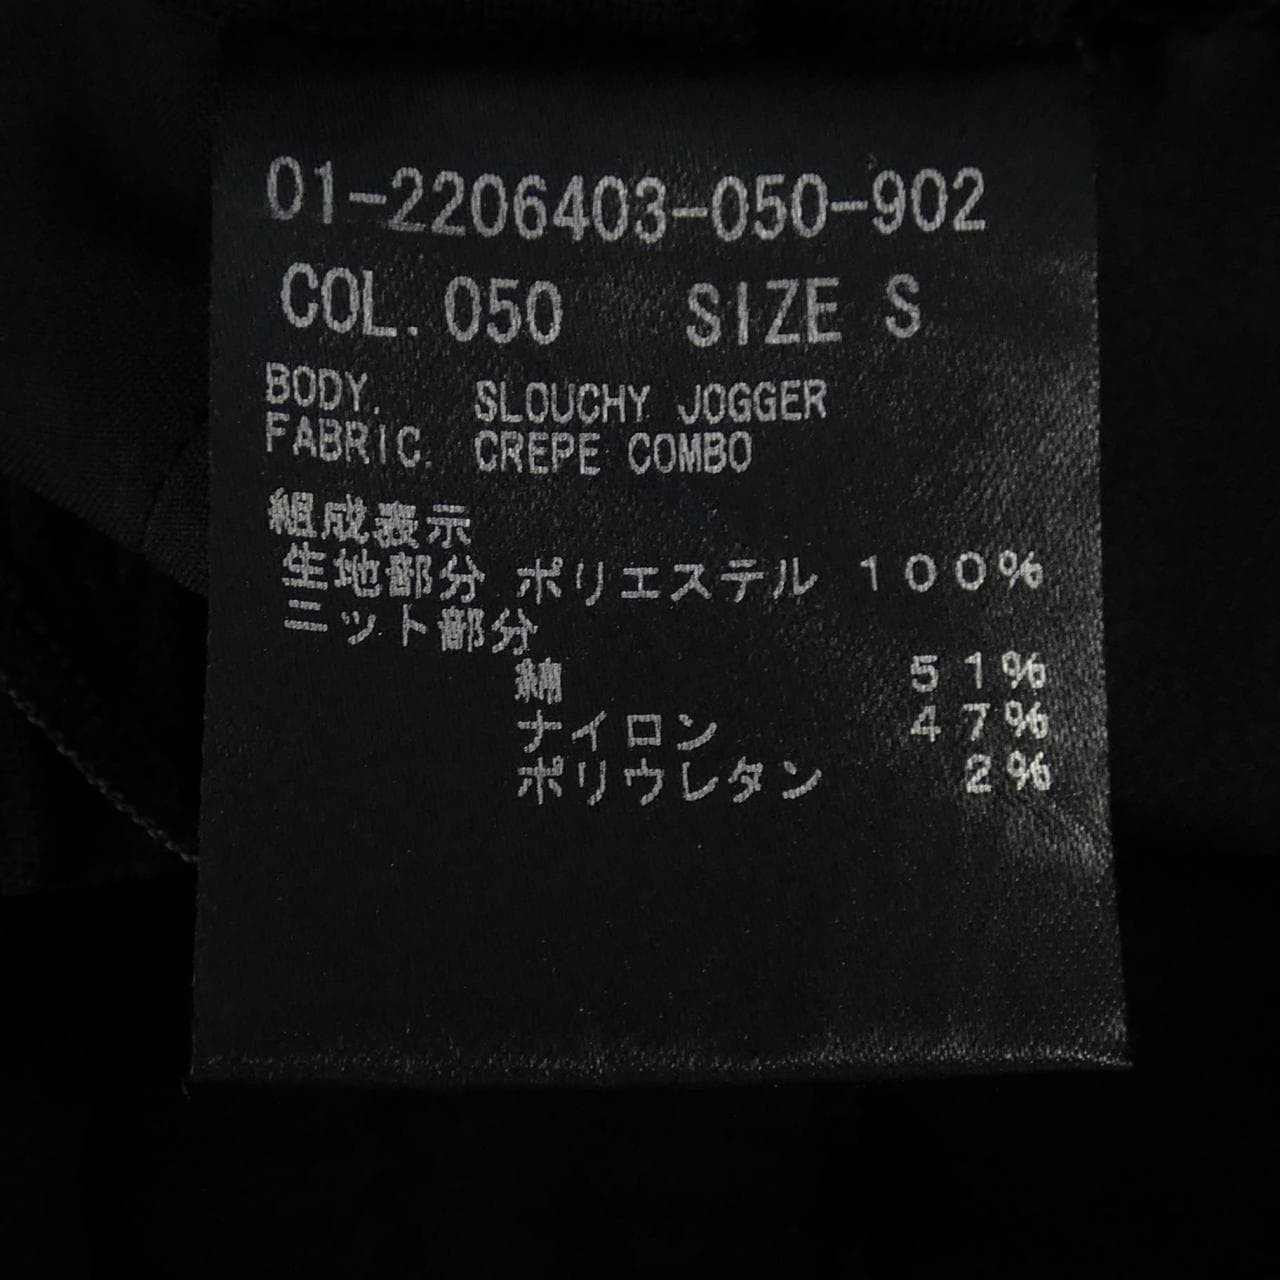 01-2206403-050-902
COL. 050 SIZE S
BODY. SLOUCHY JOGGER
FABRIC. CREPE COMBO
組成表示
生地部分 ポリエステル 100%
ニット部分
綿 51%
ナイロン 47%
ポリウレタン 2%